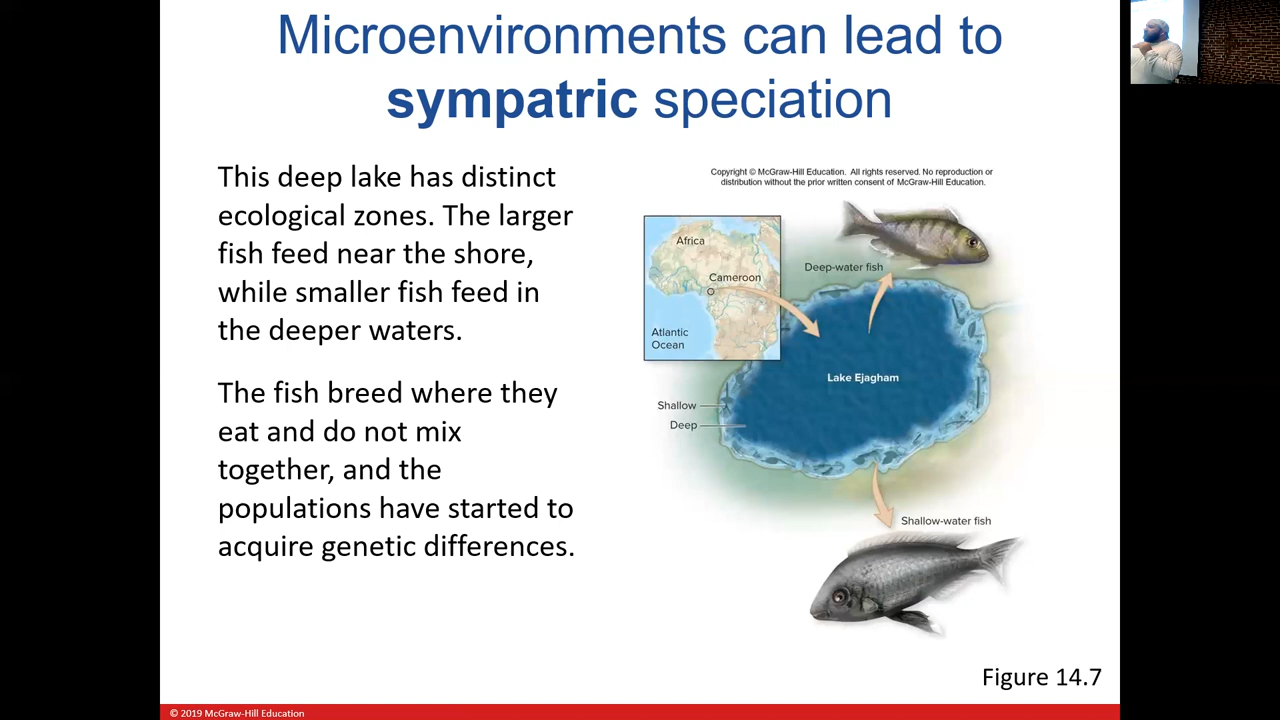 Microenvironments can lead to
sympatric speciation
This deep lake has distinct
ecological zones. The larger
fish feed near the shore,
while smaller fish feed in
the deeper waters.
The fish breed where they
eat and do not mix
together, and the
populations have started to
acquire genetic differences.
Copyright © McGraw-Hill Education. All rights reserved. No reproduction or
distribution without the prior written consent of McGraw-Hill Education.
Africa
Cameroon
Atlantic
Ocean
Deep-water fish
Lake Ejagham
Shallow
Deep
Shallow-water fish
Figure 14.7
© 2019 McGraw-Hill Education